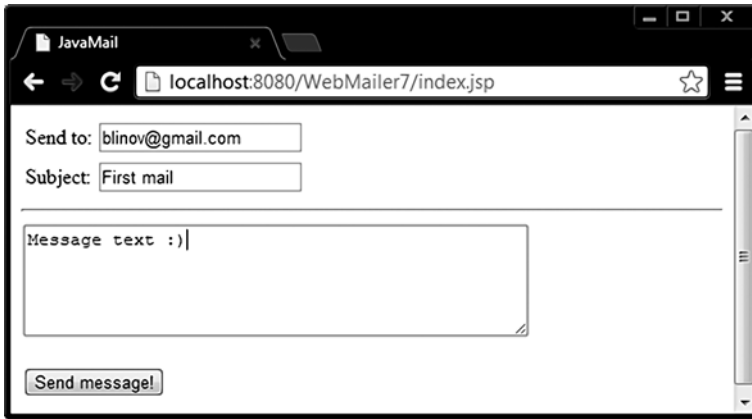 JavaMail
localhost:8080/WebMailer7/index.jsp
Send to: blinov@gmail.com
Subject: First mail
Message text :)
Send message!